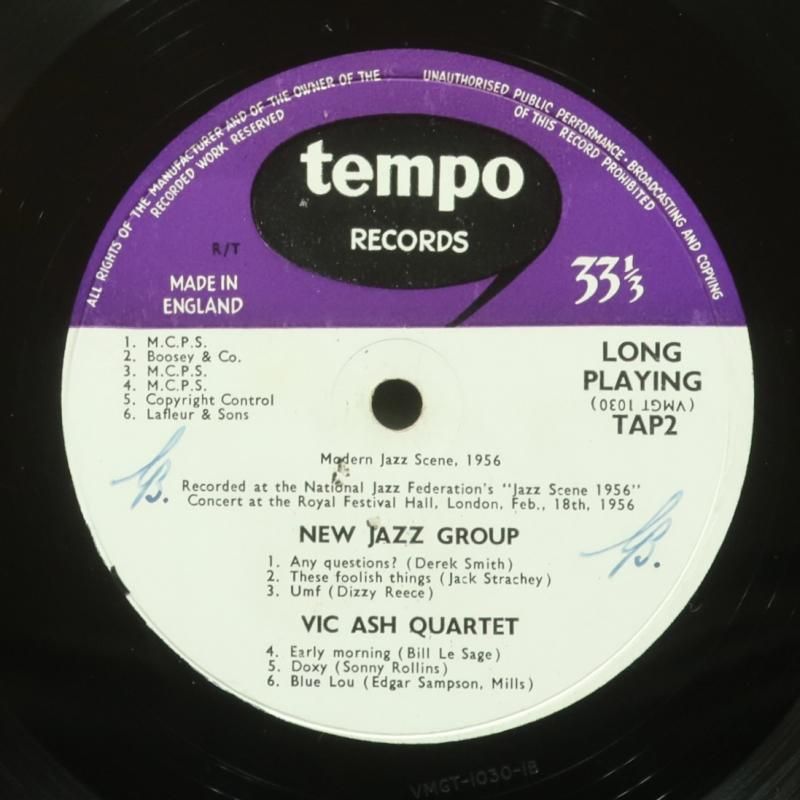 ALL RIGHTS OF THE MANUFACTURER AND OF THE OWNER OF THE
RECORDED WORK RESERVED
UNAUTHORISED PUBLIC PERFORMANCE · BROADCASTING AND COPYING
OF THIS RECORD PROHIBITED
tempo
RECORDS
R/T
MADE IN
ENGLAND
33⅓
1. M.C.P.S.
2. Boosey & Co.
3. M.C.P.S.
4. M.C.P.S.
5. Copyright Control
6. Lafleur & Sons
LONG
PLAYING
(VMGT 1030)
TAP2
Modern Jazz Scene, 1956
Recorded at the National Jazz Federation's "Jazz Scene 1956"
Concert at the Royal Festival Hall, London, Feb., 18th, 1956
NEW JAZZ GROUP
1. Any questions? (Derek Smith)
2. These foolish things (Jack Strachey)
3. Umf (Dizzy Reece)
VIC ASH QUARTET
4. Early morning (Bill Le Sage)
5. Doxy (Sonny Rollins)
6. Blue Lou (Edgar Sampson, Mills)
VMGT-1030-1B